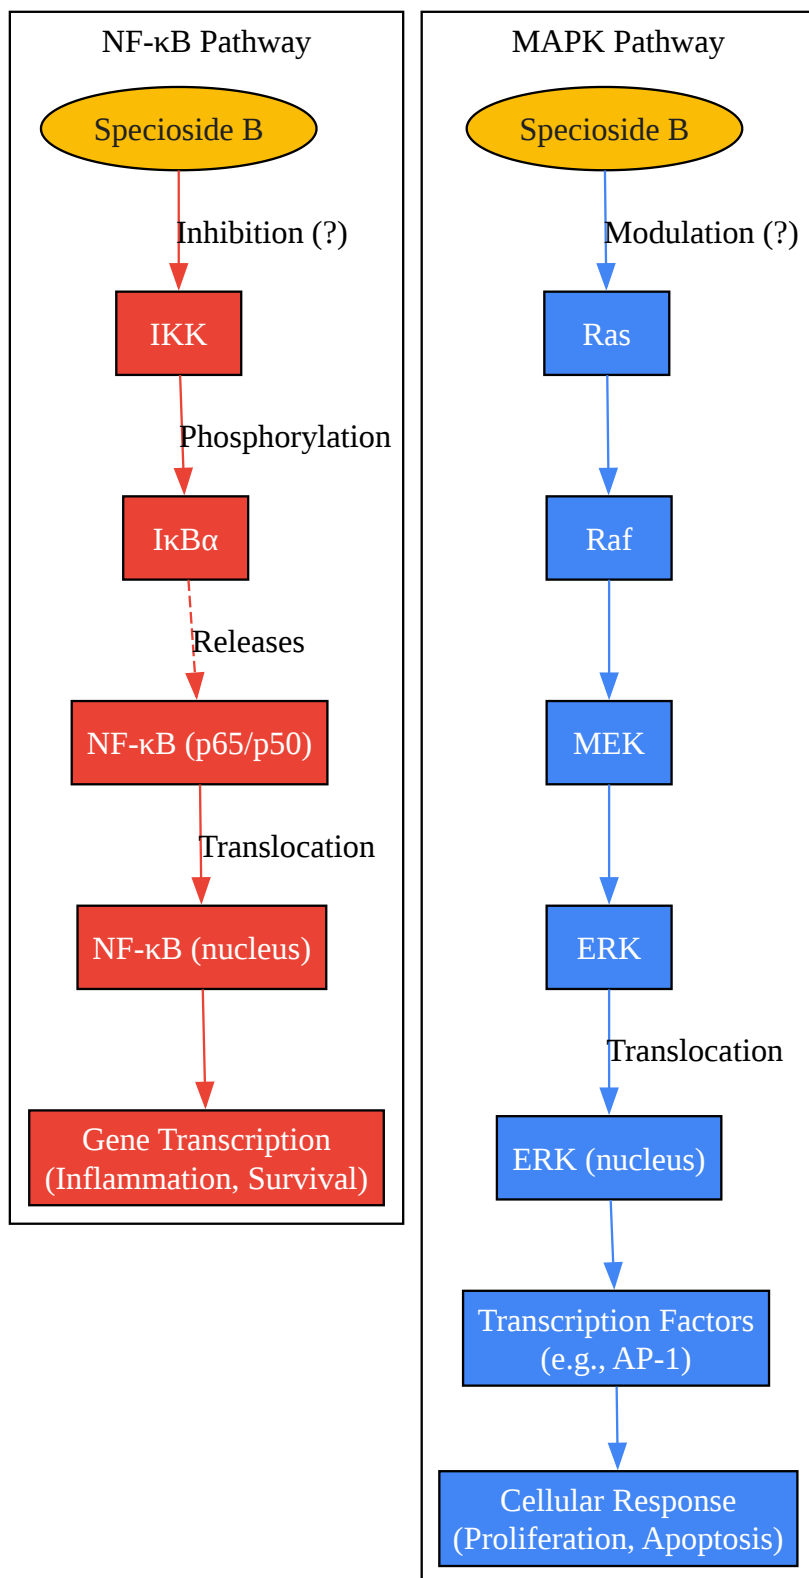 NF-κB Pathway
Specioside B
Inhibition (?)
IKK
Phosphorylation
IκBα
Releases
NF-κB (p65/p50)
Translocation
NF-κB (nucleus)
Gene Transcription
(Inflammation, Survival)
MAPK Pathway
Specioside B
Modulation (?)
Ras
Raf
MEK
ERK
Translocation
ERK (nucleus)
Transcription Factors
(e.g., AP-1)
Cellular Response
(Proliferation, Apoptosis)